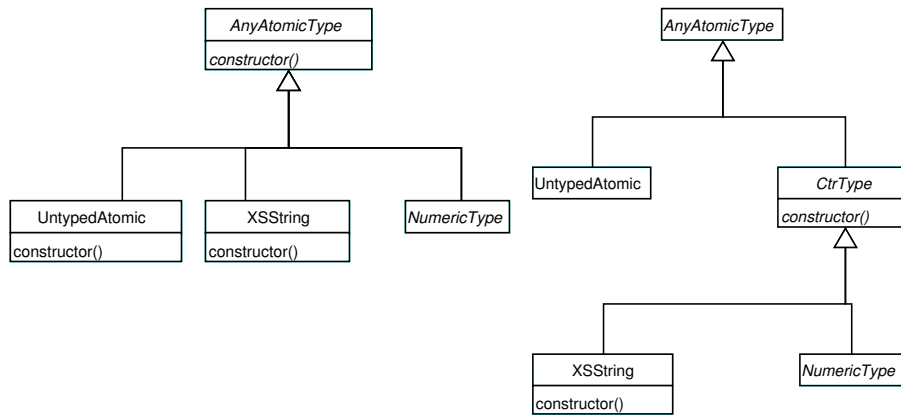 AnyAtomicType
constructor()
UntypedAtomic
constructor()
XSString
constructor()
NumericType
AnyAtomicType
UntypedAtomic
CtrType
constructor()
XSString
constructor()
NumericType